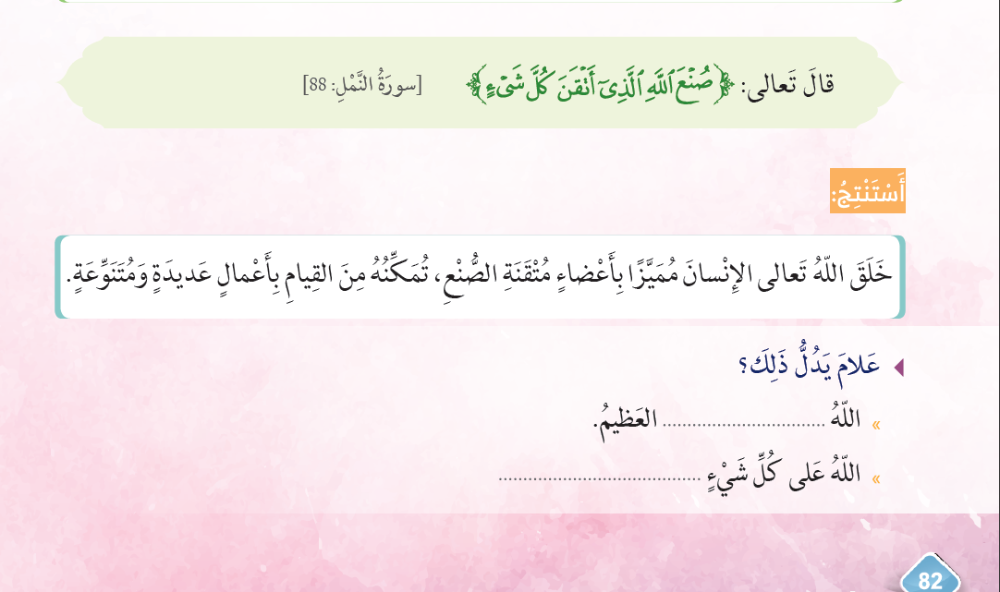 قالَ تَعالى: ﴿صُنْعَ ٱللَّهِ ٱلَّذِىٓ أَتْقَنَ كُلَّ شَىْءٍ﴾ [سورَةُ النَّمْلِ: 88]
أَسْتَنْتِجُ:
خَلَقَ اللّهُ تَعالى الإِنْسانَ مُمَيَّزًا بِأَعْضاءٍ مُتْقَنَةِ الصُّنْعِ، تُمَكِّنُهُ مِنَ القِيامِ بِأَعْمالٍ عَديدَةٍ وَمُتَنَوِّعَةٍ.
عَلامَ يَدُلُّ ذَلِكَ؟
» اللّهُ ................................. العَظيمُ.
» اللّهُ عَلى كُلِّ شَيْءٍ .........................................
82